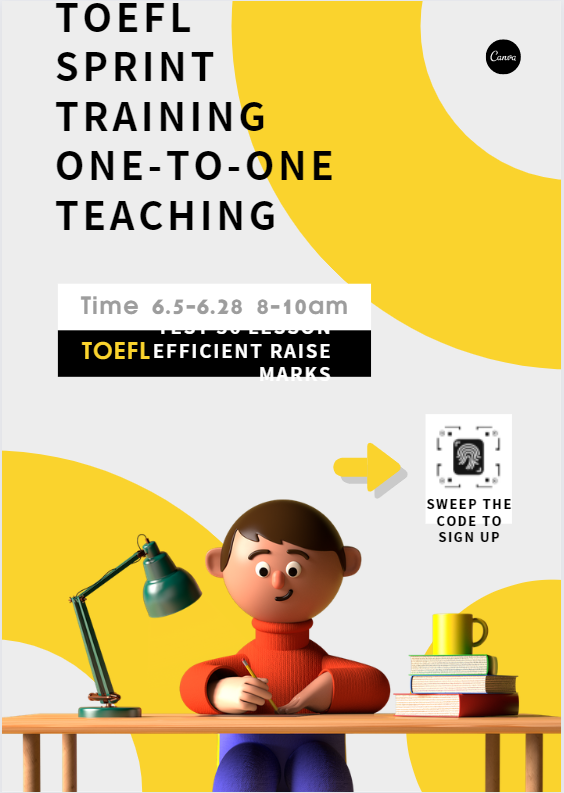 TOEFL
SPRINT
TRAINING
ONE-TO-ONE
TEACHING
Canva
Time 6.5-6.28 8-10am
TEST 30 LESSON
TOEFL EFFICIENT RAISE
MARKS
SWEEP THE
CODE TO
SIGN UP